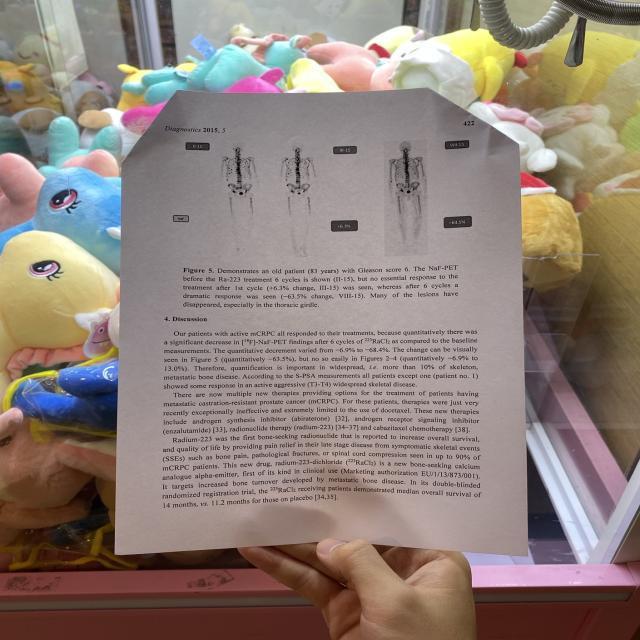 Diagnostics 2015, 5
422
II-15
III-15
VIII-15
NaF
+6.3%
-63.5%
Figure 5. Demonstrates an old patient (83 years) with Gleason score 6. The NaF-PET
before the Ra-223 treatment 6 cycles is shown (II-15), but no essential response to the
treatment after 1st cycle (+6.3% change, III-15) was seen, whereas after 6 cycles a
dramatic response was seen (−63.5% change, VIII-15). Many of the lesions have
disappeared, especially in the thoracic girdle.
4. Discussion
Our patients with active mCRPC all responded to their treatments, because quantitatively there was
a significant decrease in [¹⁸F]-NaF-PET findings after 6 cycles of ²²³RaCl₂ as compared to the baseline
measurements. The quantitative decrement varied from −6.9% to −68.4%. The change can be visually
seen in Figure 5 (quantitatively −63.5%), but no so easily in Figures 2–4 (quantitatively −6.9% to
13.0%). Therefore, quantification is important in widespread, i.e. more than 10% of skeleton,
metastatic bone disease. According to the S-PSA measurements all patients except one (patient no. 1)
showed some response in an active aggressive (T3-T4) widespread skeletal disease.
There are now multiple new therapies providing options for the treatment of patients having
metastatic castration-resistant prostate cancer (mCRPC). For these patients, therapies were just very
recently exceptionally ineffective and extremely limited to the use of docetaxel. These new therapies
include androgen synthesis inhibitor (abirateone) [32], androgen receptor signaling inhibitor
(enzalutamide) [33], radionuclide therapy (radium-223) [34–37] and cabazitaxel chemotherapy [38].
Radium-223 was the first bone-seeking radionuclide that is reported to increase overall survival,
and quality of life by providing pain relief in their late stage disease from symptomatic skeletal events
(SSEs) such as bone pain, pathological fractures, or spinal cord compression seen in up to 90% of
mCRPC patients. This new drug, radium-223-dichloride (²²³RaCl₂) is a new bone-seeking calcium
analogue alpha-emitter, first of its kind in clinical use (Marketing authorization EU/1/13/873/001).
It targets increased bone turnover developed by metastatic bone disease. In its double-blinded
randomized registration trial, the ²²³RaCl₂ receiving patients demonstrated median overall survival of
14 months, vs. 11.2 months for those on placebo [34,35].